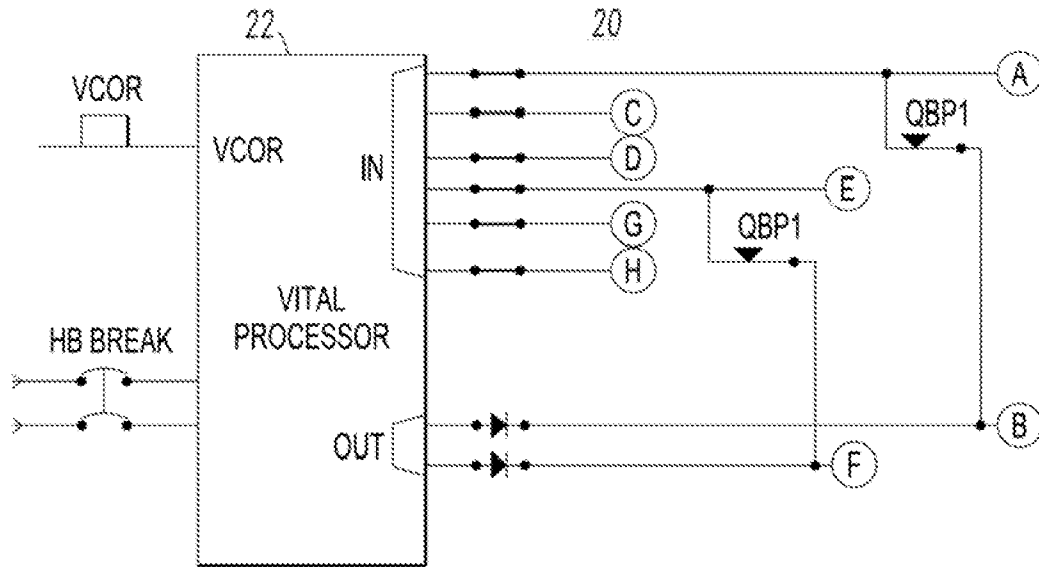 22
20
VCOR
A
QBP1
C
VCOR
IN
D
E
G
QBP1
H
VITAL
PROCESSOR
HB BREAK
OUT
B
F